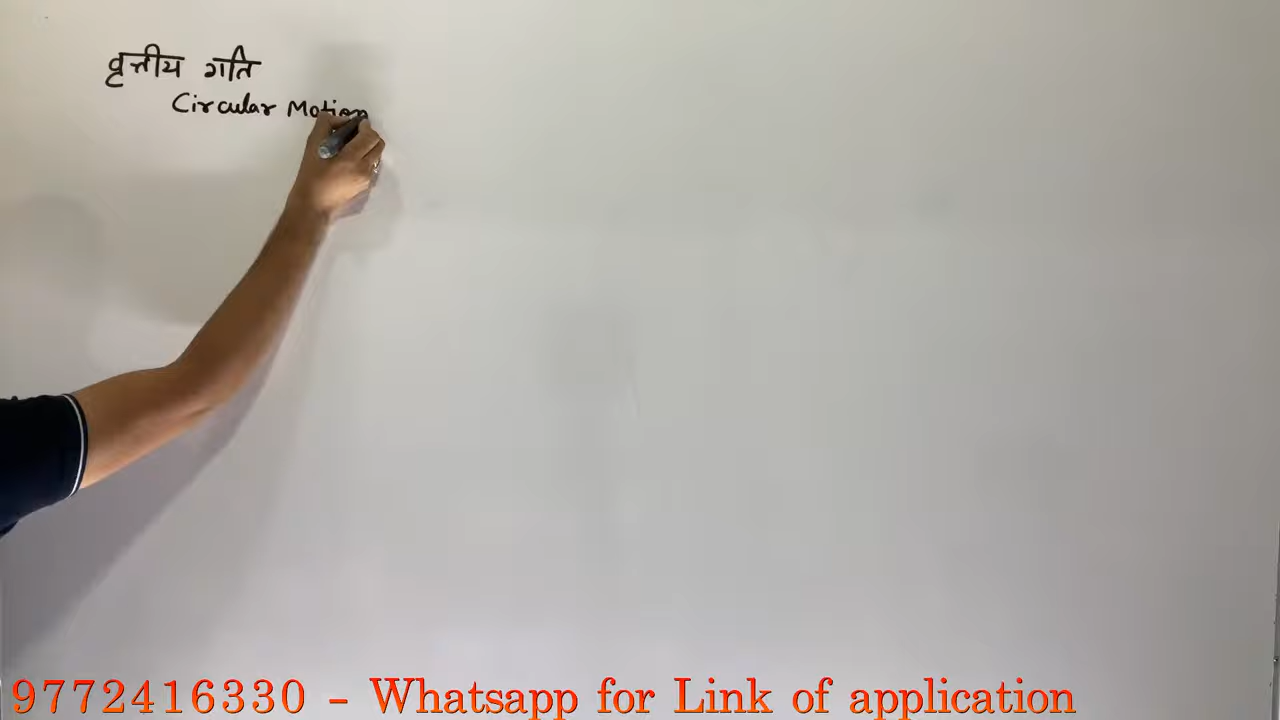 वृत्तीय गति
Circular Motion
9772416330 - Whatsapp for Link of application